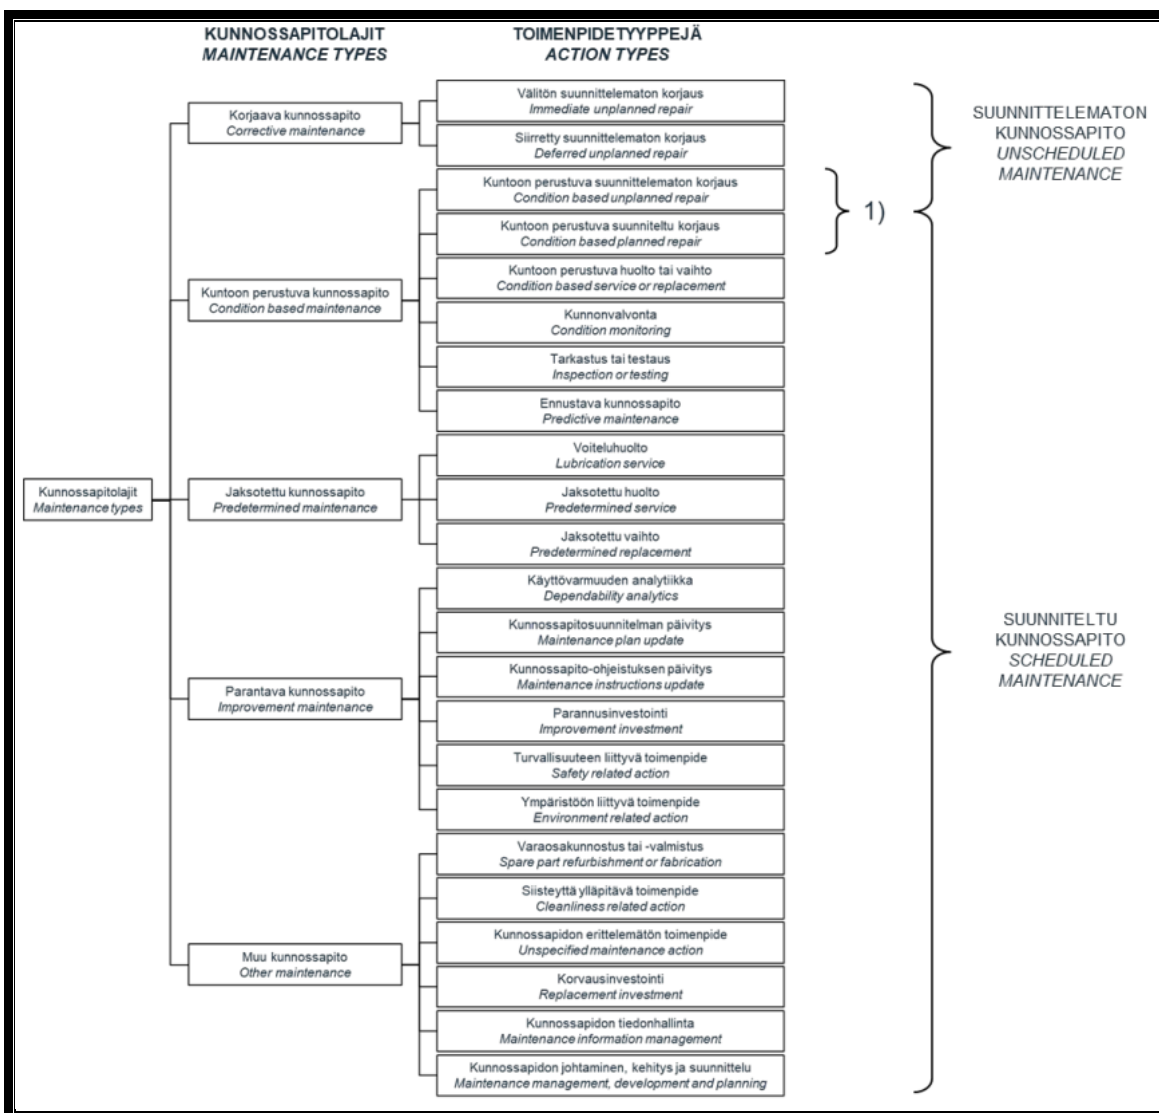 KUNNOSSAPITOLAJIT
MAINTENANCE TYPES
TOIMENPIDETYYPPEJÄ
ACTION TYPES
Korjaava kunnossapito
Corrective maintenance
Välitön suunnittelematon korjaus
Immediate unplanned repair
Siirretty suunnittelematon korjaus
Deferred unplanned repair
SUUNNITTELEMATON
KUNNOSSAPITO
UNSCHEDULED
MAINTENANCE
Kuntoon perustuva kunnossapito
Condition based maintenance
Kuntoon perustuva suunnittelematon korjaus
Condition based unplanned repair
Kuntoon perustuva suunniteltu korjaus
Condition based planned repair
1)
Kuntoon perustuva huolto tai vaihto
Condition based service or replacement
Kunnonvalvonta
Condition monitoring
Tarkastus tai testaus
Inspection or testing
Ennustava kunnossapito
Predictive maintenance
Kunnossapitolajit
Maintenance types
Jaksotettu kunnossapito
Predetermined maintenance
Voiteluhuolto
Lubrication service
Jaksotettu huolto
Predetermined service
Jaksotettu vaihto
Predetermined replacement
Parantava kunnossapito
Improvement maintenance
Käyttövarmuuden analytiikka
Dependability analytics
Kunnossapitosuunnitelman päivitys
Maintenance plan update
Kunnossapito-ohjeistuksen päivitys
Maintenance instructions update
Parannusinvestointi
Improvement investment
Turvallisuuteen liittyvä toimenpide
Safety related action
Ympäristöön liittyvä toimenpide
Environment related action
SUUNNITELTU
KUNNOSSAPITO
SCHEDULED
MAINTENANCE
Muu kunnossapito
Other maintenance
Varaosakunnostus tai -valmistus
Spare part refurbishment or fabrication
Siisteyttä ylläpitävä toimenpide
Cleanliness related action
Kunnossapidon erittelemätön toimenpide
Unspecified maintenance action
Korvausinvestointi
Replacement investment
Kunnossapidon tiedonhallinta
Maintenance information management
Kunnossapidon johtaminen, kehitys ja suunnittelu
Maintenance management, development and planning